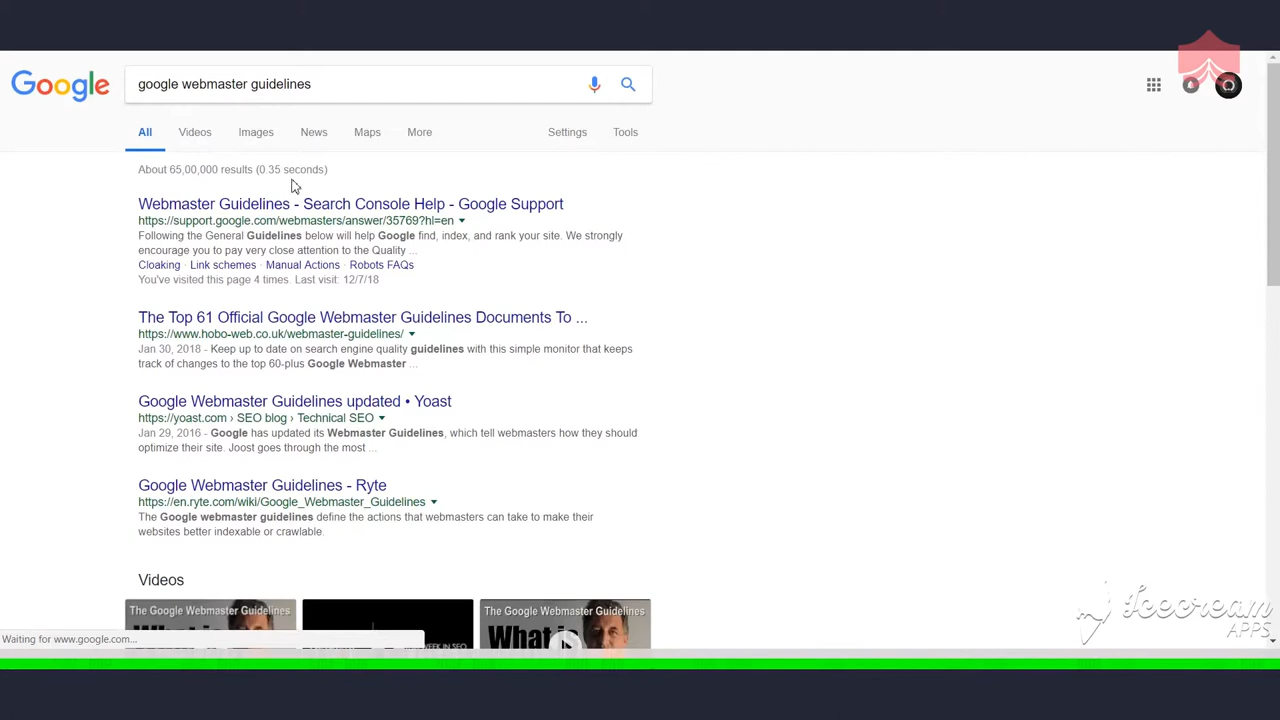 Google
google webmaster guidelines
All Videos Images News Maps More Settings Tools
About 65,00,000 results (0.35 seconds)
Webmaster Guidelines - Search Console Help - Google Support
https://support.google.com/webmasters/answer/35769?hl=en
Following the General Guidelines below will help Google find, index, and rank your site. We strongly
encourage you to pay very close attention to the Quality ...
Cloaking · Link schemes · Manual Actions · Robots FAQs
You've visited this page 4 times. Last visit: 12/7/18
The Top 61 Official Google Webmaster Guidelines Documents To ...
https://www.hobo-web.co.uk/webmaster-guidelines/
Jan 30, 2018 - Keep up to date on search engine quality guidelines with this simple monitor that keeps
track of changes to the top 60-plus Google Webmaster ...
Google Webmaster Guidelines updated • Yoast
https://yoast.com › SEO blog › Technical SEO
Jan 29, 2016 - Google has updated its Webmaster Guidelines, which tell webmasters how they should
optimize their site. Joost goes through the most ...
Google Webmaster Guidelines - Ryte
https://en.ryte.com/wiki/Google_Webmaster_Guidelines
The Google webmaster guidelines define the actions that webmasters can take to make their
websites better indexable or crawlable.
Videos
The Google Webmaster Guidelines
What is
WEEK IN SEO
The Google Webmaster Guidelines
What is
Waiting for www.google.com...
Icecream
APPS